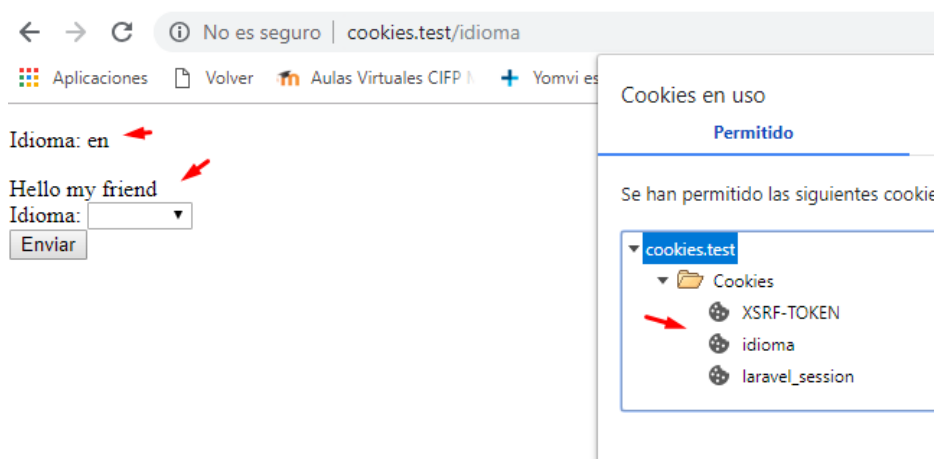 No es seguro | cookies.test/idioma
Aplicaciones Volver Aulas Virtuales CIFP Yomvi es
Idioma: en
Hello my friend
Idioma:
Enviar
Cookies en uso
Permitido
Se han permitido las siguientes cookie
cookies.test
Cookies
XSRF-TOKEN
idioma
laravel_session